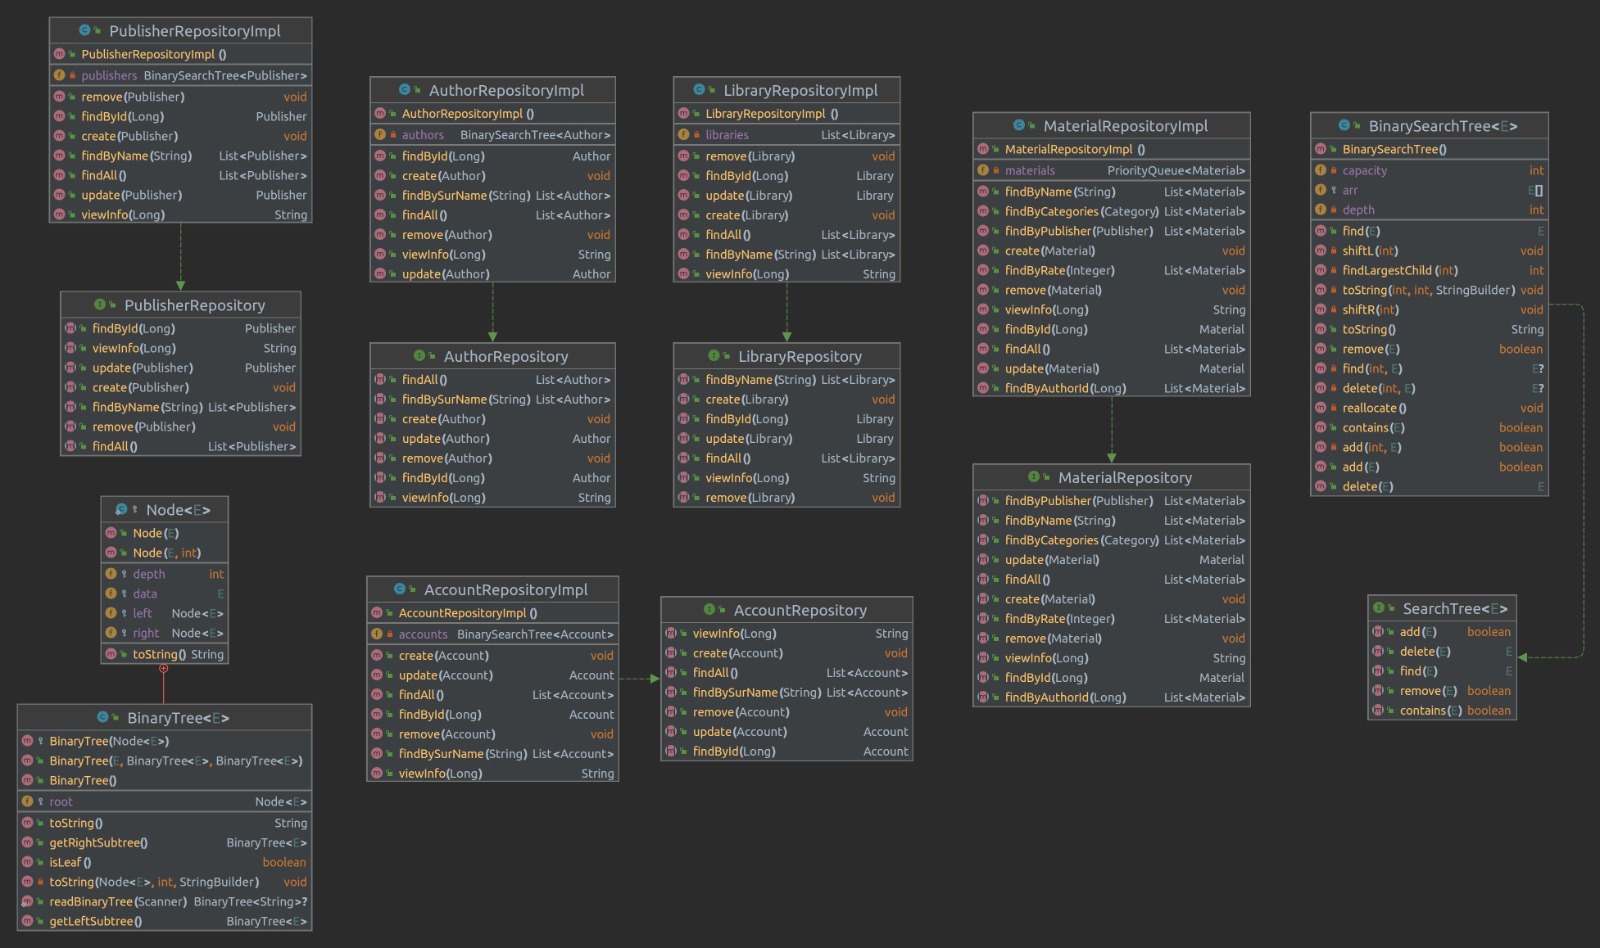 PublisherRepositoryImpl
PublisherRepositoryImpl ()
publishers BinarySearchTree<Publisher>
remove(Publisher) void
findById(Long) Publisher
create(Publisher) void
findByName(String) List<Publisher>
findAll() List<Publisher>
update(Publisher) Publisher
viewInfo(Long) String
PublisherRepository
findById(Long) Publisher
viewInfo(Long) String
update(Publisher) Publisher
create(Publisher) void
findByName(String) List<Publisher>
remove(Publisher) void
findAll() List<Publisher>
Node<E>
Node(E)
Node(E, int)
depth int
data E
left Node<E>
right Node<E>
toString() String
BinaryTree<E>
BinaryTree(Node<E>)
BinaryTree(E, BinaryTree<E>, BinaryTree<E>)
BinaryTree()
root Node<E>
toString() String
getRightSubtree() BinaryTree<E>
isLeaf() boolean
toString(Node<E>, int, StringBuilder) void
readBinaryTree(Scanner) BinaryTree<String>?
getLeftSubtree() BinaryTree<E>
AuthorRepositoryImpl
AuthorRepositoryImpl ()
authors BinarySearchTree<Author>
findById(Long) Author
create(Author) void
findBySurName(String) List<Author>
findAll() List<Author>
remove(Author) void
viewInfo(Long) String
update(Author) Author
AuthorRepository
findAll() List<Author>
findBySurName(String) List<Author>
create(Author) void
update(Author) Author
remove(Author) void
findById(Long) Author
viewInfo(Long) String
AccountRepositoryImpl
AccountRepositoryImpl ()
accounts BinarySearchTree<Account>
create(Account) void
update(Account) Account
findAll() List<Account>
findById(Long) Account
remove(Account) void
findBySurName(String) List<Account>
viewInfo(Long) String
LibraryRepositoryImpl
LibraryRepositoryImpl ()
libraries List<Library>
remove(Library) void
findById(Long) Library
update(Library) Library
create(Library) void
findAll() List<Library>
findByName(String) List<Library>
viewInfo(Long) String
LibraryRepository
findByName(String) List<Library>
create(Library) void
findById(Long) Library
update(Library) Library
findAll() List<Library>
viewInfo(Long) String
remove(Library) void
AccountRepository
viewInfo(Long) String
create(Account) void
findAll() List<Account>
findBySurName(String) List<Account>
remove(Account) void
update(Account) Account
findById(Long) Account
MaterialRepositoryImpl
MaterialRepositoryImpl ()
materials PriorityQueue<Material>
findByName(String) List<Material>
findByCategories(Category) List<Material>
findByPublisher(Publisher) List<Material>
create(Material) void
findByRate(Integer) List<Material>
remove(Material) void
viewInfo(Long) String
findById(Long) Material
findAll() List<Material>
update(Material) Material
findByAuthorId(Long) List<Material>
MaterialRepository
findByPublisher(Publisher) List<Material>
findByName(String) List<Material>
findByCategories(Category) List<Material>
update(Material) Material
findAll() List<Material>
create(Material) void
findByRate(Integer) List<Material>
remove(Material) void
viewInfo(Long) String
findById(Long) Material
findByAuthorId(Long) List<Material>
BinarySearchTree<E>
BinarySearchTree()
capacity int
arr E[]
depth int
find(E) E
shiftL(int) void
findLargestChild(int) int
toString(int, int, StringBuilder) void
shiftR(int) void
toString() String
remove(E) boolean
find(int, E) E?
delete(int, E) E?
reallocate() void
contains(E) boolean
add(int, E) boolean
add(E) boolean
delete(E) E
SearchTree<E>
add(E) boolean
delete(E) E
find(E) E
remove(E) boolean
contains(E) boolean